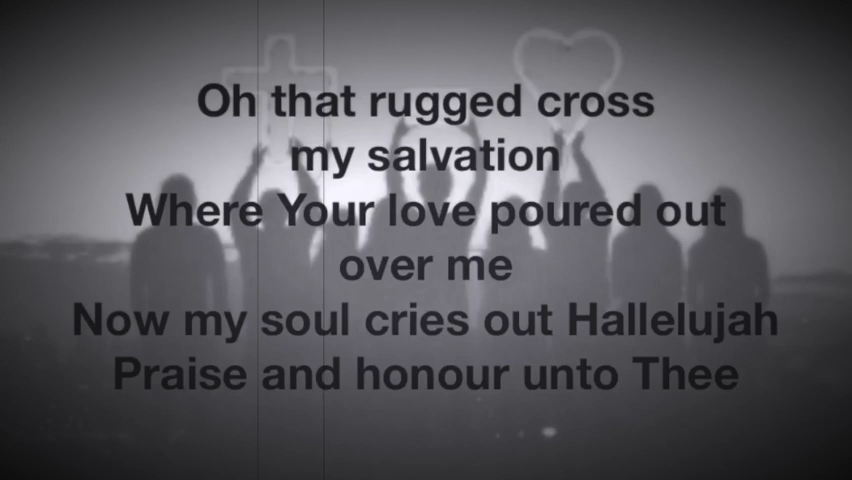 Oh that rugged cross
my salvation
Where Your love poured out
over me
Now my soul cries out Hallelujah
Praise and honour unto Thee